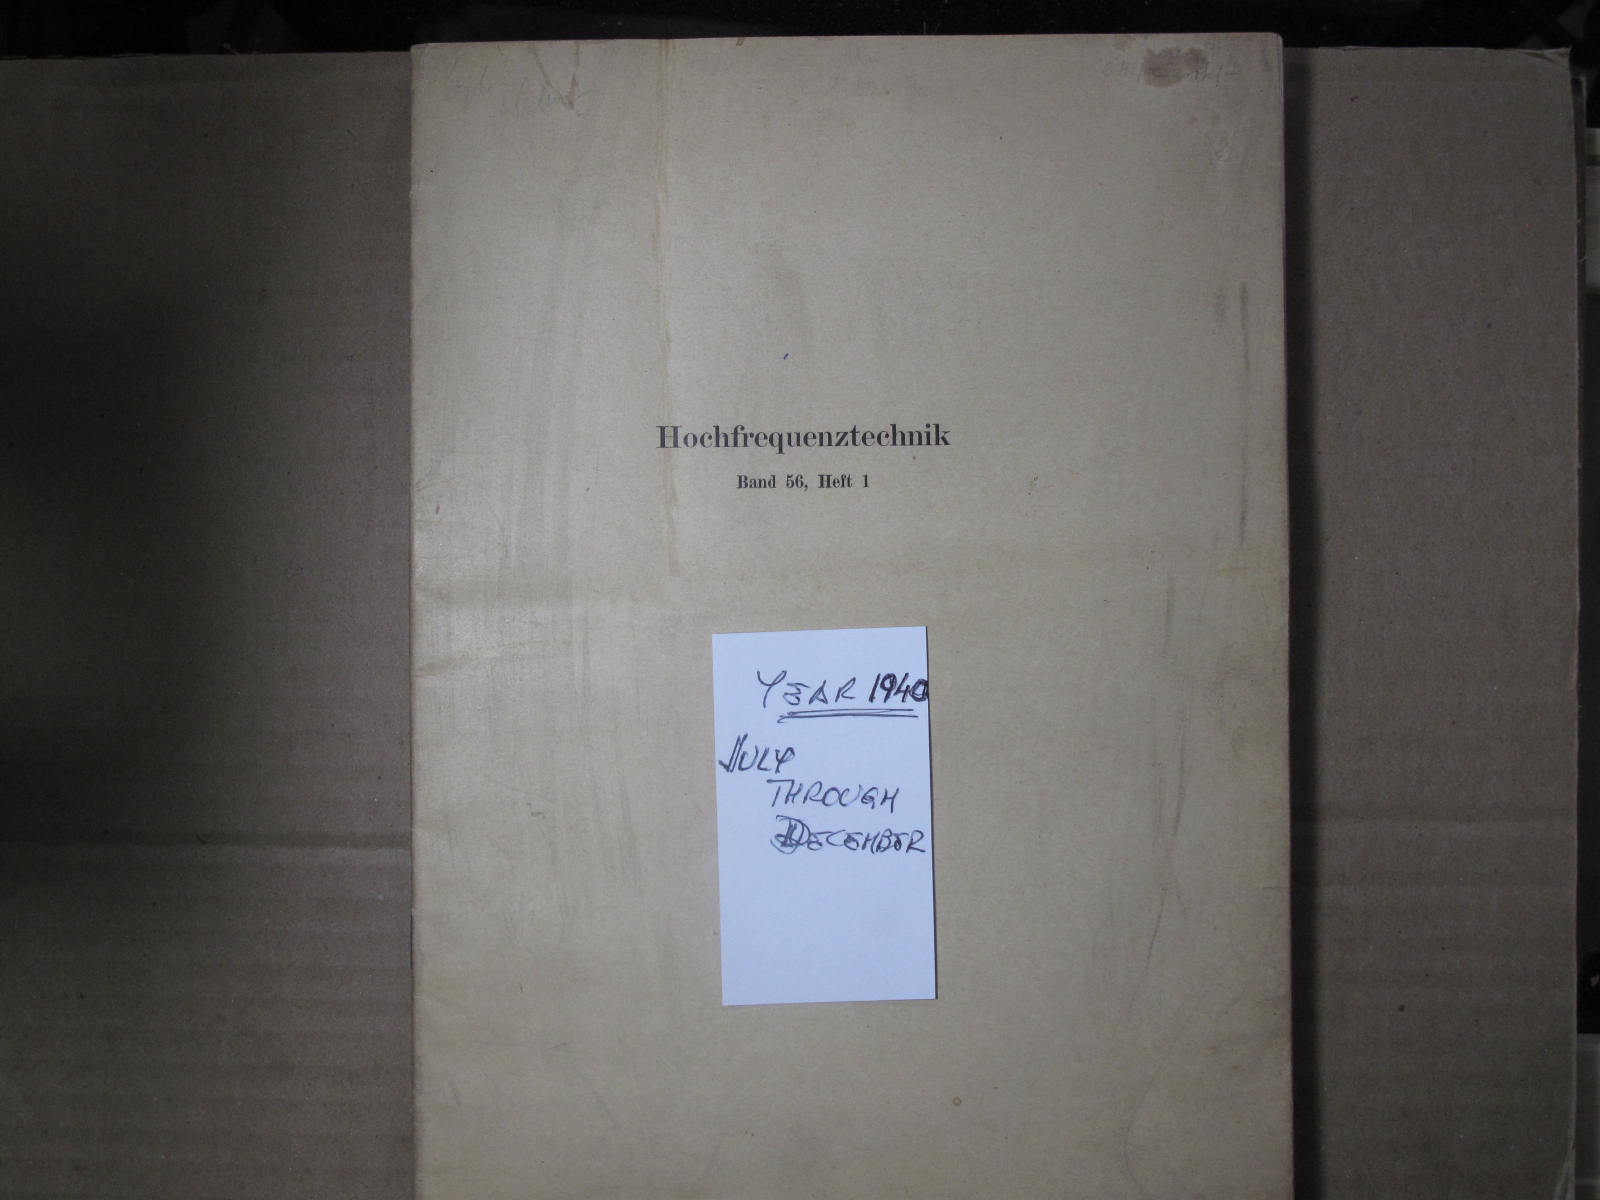 Hochfrequenztechnik
Band 56, Heft 1
YEAR 1940
JULY
THROUGH
DECEMBER